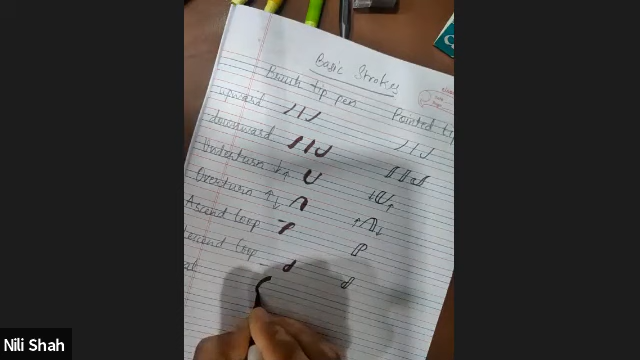 Basic Strokes
Brush tip pen Pointed tip
upward
downward
Underturn ↓↑
Overturn ↑↓
Ascend loop
Descend loop
Nili Shah